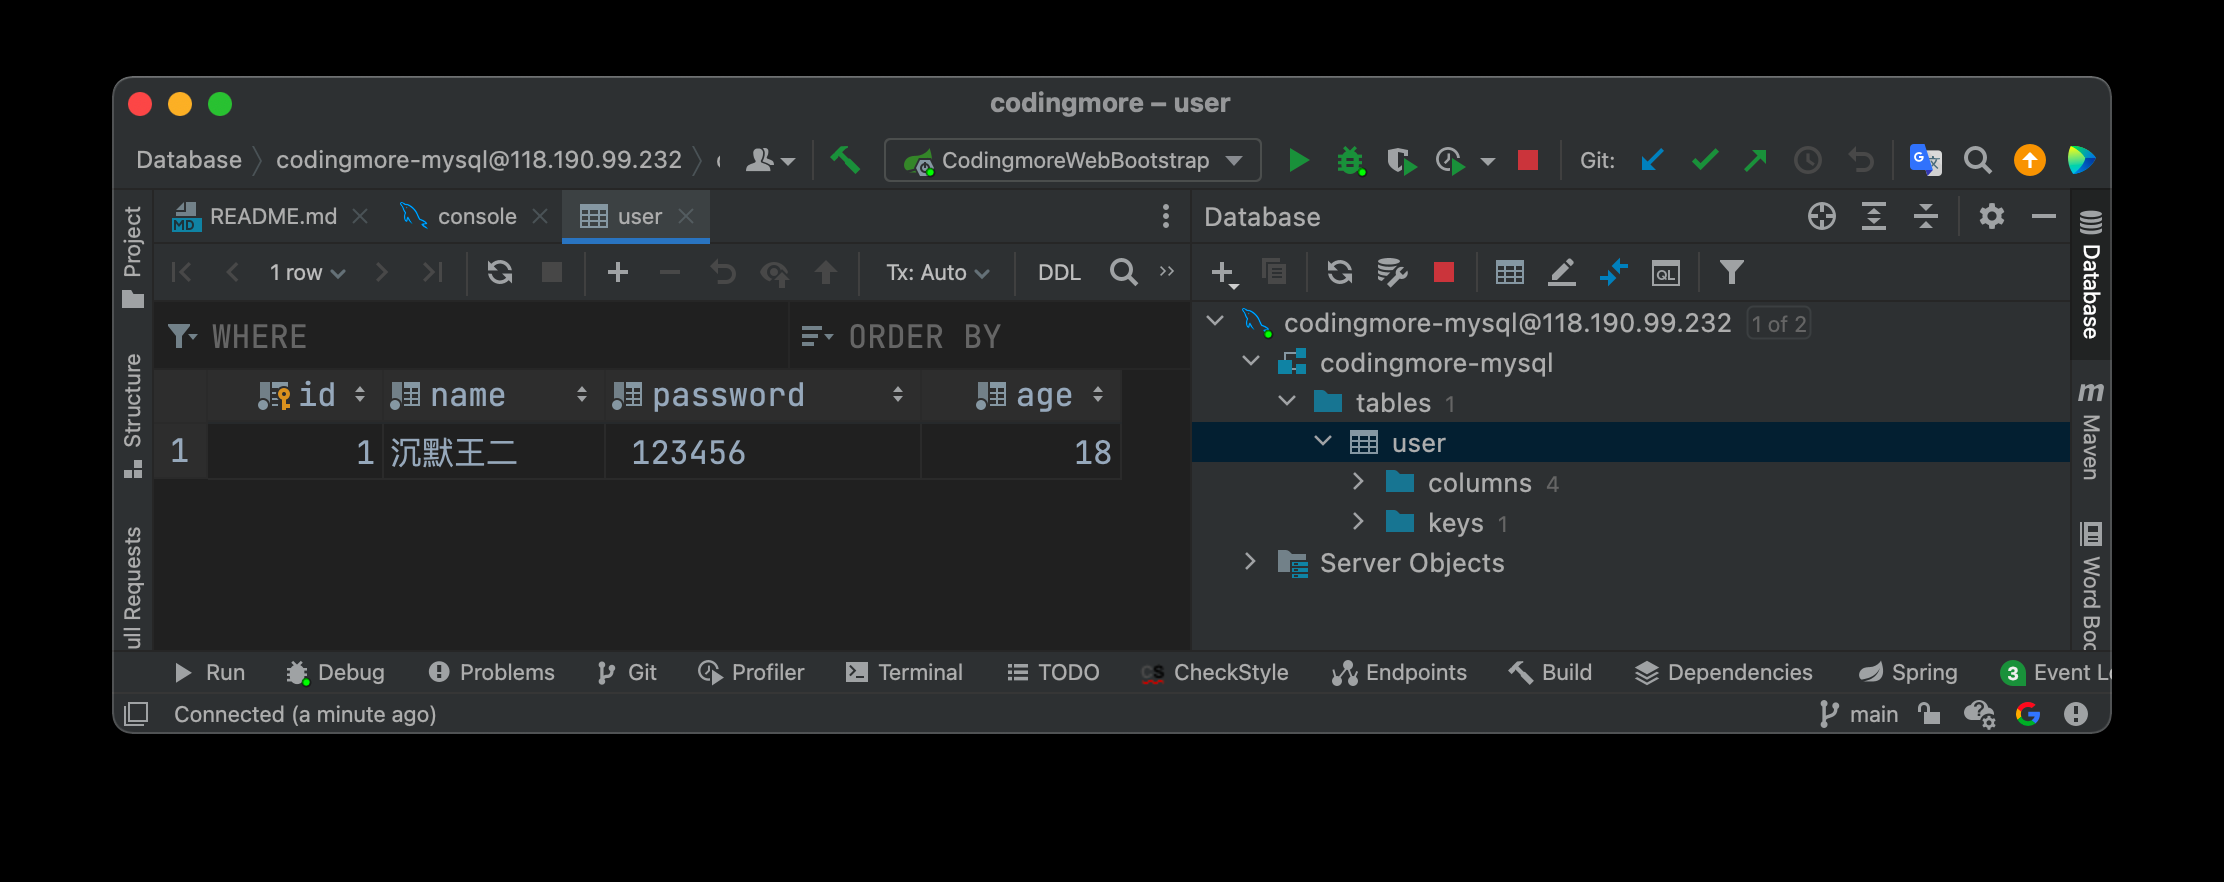 codingmore – user
Database codingmore-mysql@118.190.99.232 CodingmoreWebBootstrap Git:
Project
Structure
ull Requests
README.md console user
1 row Tx: Auto DDL
WHERE ORDER BY
id name password age
1 1 沉默王二 123456 18
Database
QL
codingmore-mysql@118.190.99.232 1 of 2
codingmore-mysql
tables 1
user
columns 4
keys 1
Server Objects
Database
m Maven
Word Boo
Run Debug Problems Git Profiler Terminal TODO CS CheckStyle Endpoints Build Dependencies Spring 3 Event Lo
Connected (a minute ago) main